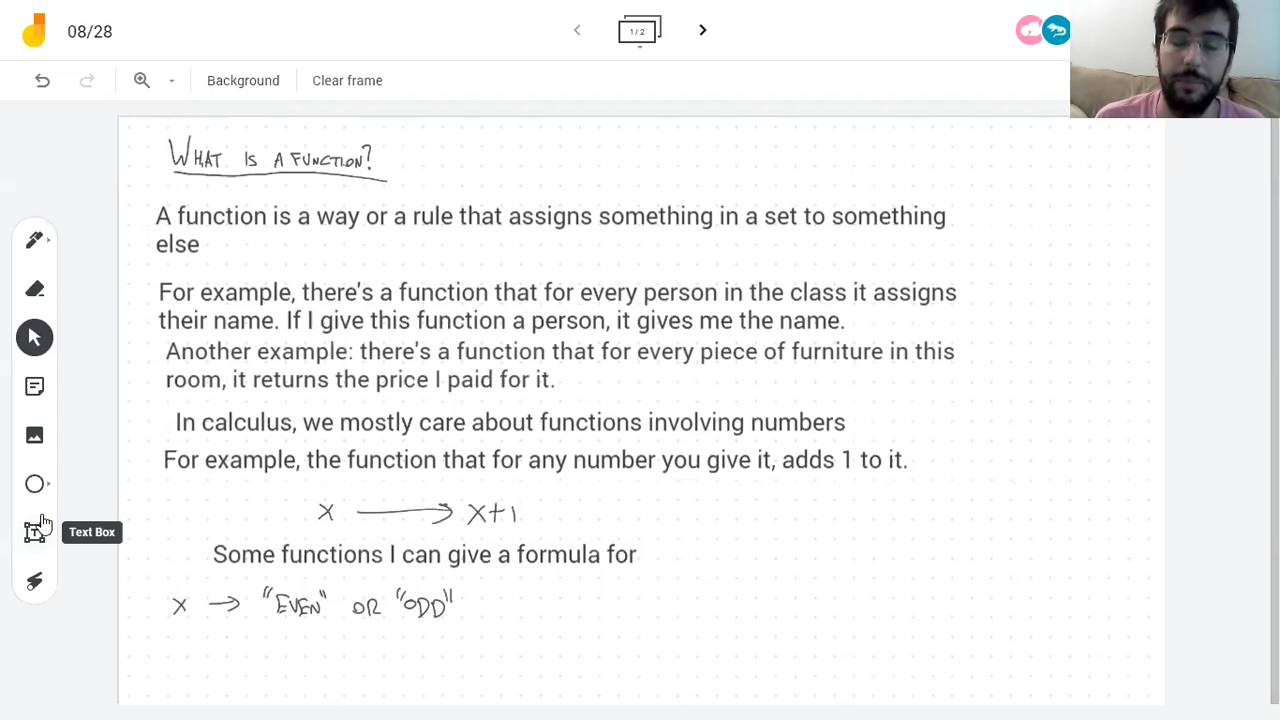 08/28
1 / 2
Background
Clear frame
WHAT IS A FUNCTION?
A function is a way or a rule that assigns something in a set to something
else
For example, there's a function that for every person in the class it assigns
their name. If I give this function a person, it gives me the name.
Another example: there's a function that for every piece of furniture in this
room, it returns the price I paid for it.
In calculus, we mostly care about functions involving numbers
For example, the function that for any number you give it, adds 1 to it.
x → x+1
Text Box
Some functions I can give a formula for
x → "EVEN" OR "ODD"